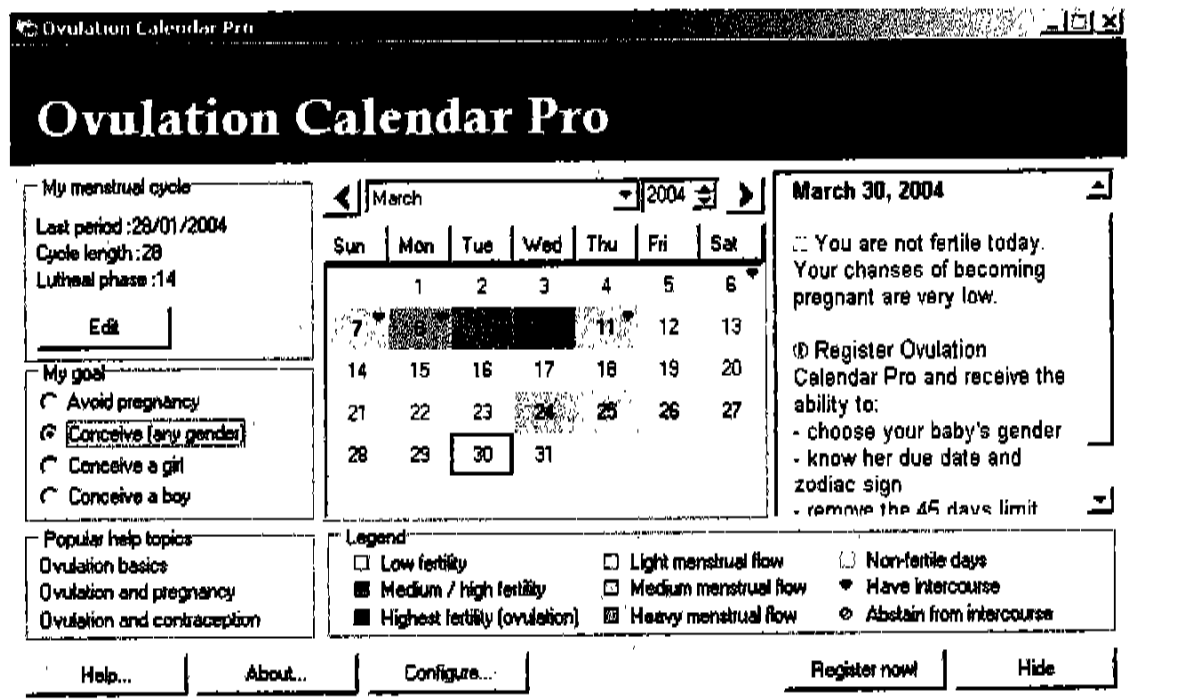 Ovulation Calendar Pro
Ovulation Calendar Pro
My menstrual cycle
Last period :28/01/2004
Cycle length :28
Lutheal phase :14
Edit
My goal
Avoid pregnancy
Conceive (any gender)
Conceive a girl
Conceive a boy
Popular help topics
Ovulation basics
Ovulation and pregnancy
Ovulation and contraception
March 2004
Sun Mon Tue Wed Thu Fri Sat
1 2 3 4 5 6
7 8 11 12 13
14 15 16 17 18 19 20
21 22 23 24 25 26 27
28 29 30 31
March 30, 2004
You are not fertile today.
Your chanses of becoming
pregnant are very low.
Register Ovulation
Calendar Pro and receive the
ability to:
- choose your baby's gender
- know her due date and
zodiac sign
- remove the 45 days limit
Legend
Low fertility
Medium / high fertility
Highest fertility (ovulation)
Light menstrual flow
Medium menstrual flow
Heavy menstrual flow
Non-fertile days
Have intercourse
Abstain from intercourse
Help... About... Configure... Register now! Hide